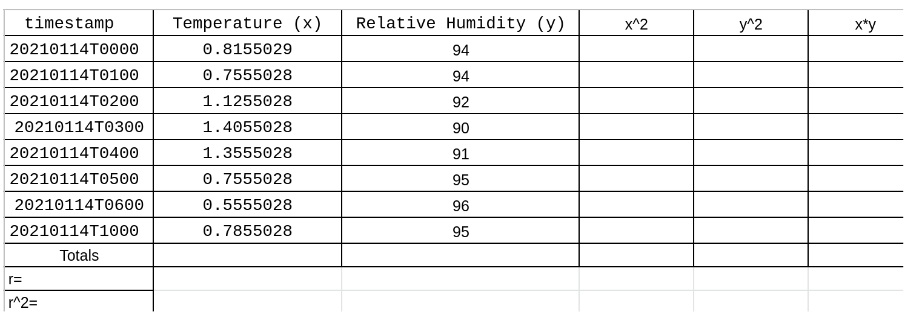 timestamp Temperature (x) Relative Humidity (y) x^2 y^2 x*y
20210114T0000 0.8155029 94
20210114T0100 0.7555028 94
20210114T0200 1.1255028 92
20210114T0300 1.4055028 90
20210114T0400 1.3555028 91
20210114T0500 0.7555028 95
20210114T0600 0.5555028 96
20210114T1000 0.7855028 95
Totals
r=
r^2=